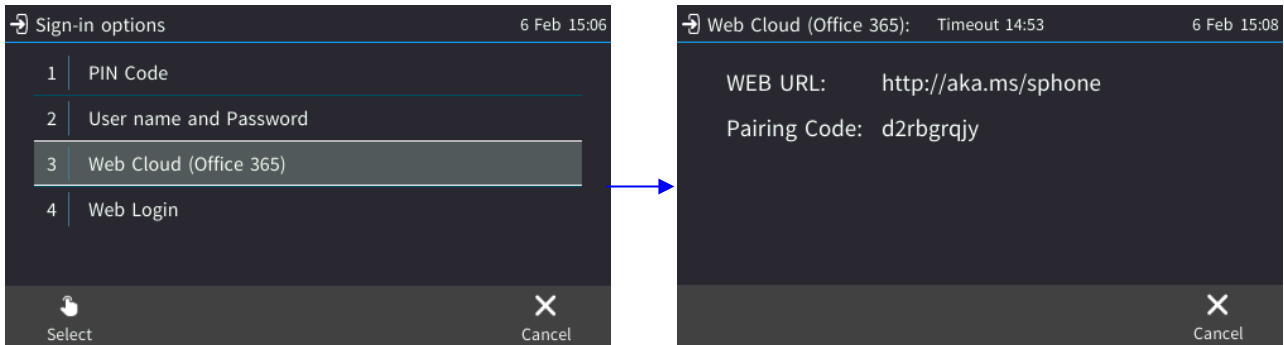 Sign-in options 6 Feb 15:06
1 PIN Code
2 User name and Password
3 Web Cloud (Office 365)
4 Web Login
Select Cancel
Web Cloud (Office 365): Timeout 14:53 6 Feb 15:08
WEB URL: http://aka.ms/sphone
Pairing Code: d2rbgrqjy
Cancel